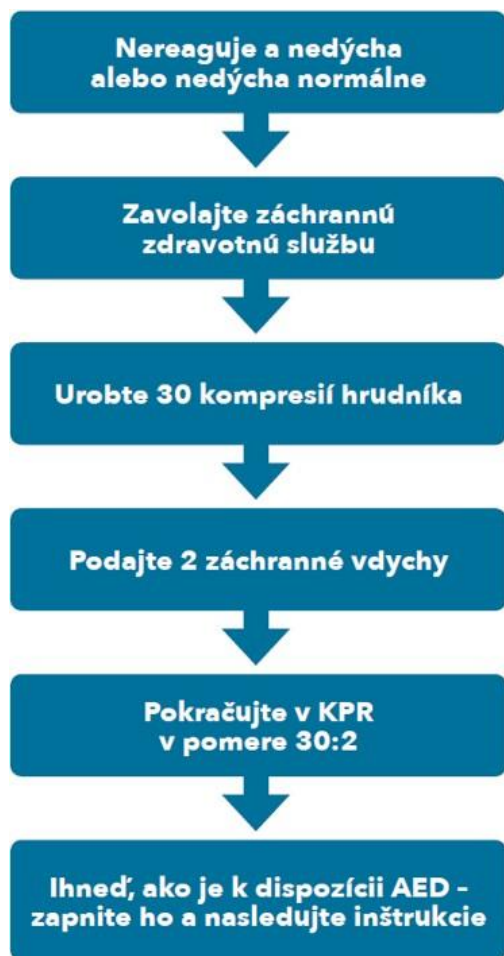 Nereaguje a nedýcha
alebo nedýcha normálne
Zavolajte záchrannú
zdravotnú službu
Urobte 30 kompresií hrudníka
Podajte 2 záchranné vdychy
Pokračujte v KPR
v pomere 30:2
Ihneď, ako je k dispozícii AED –
zapnite ho a nasledujte inštrukcie